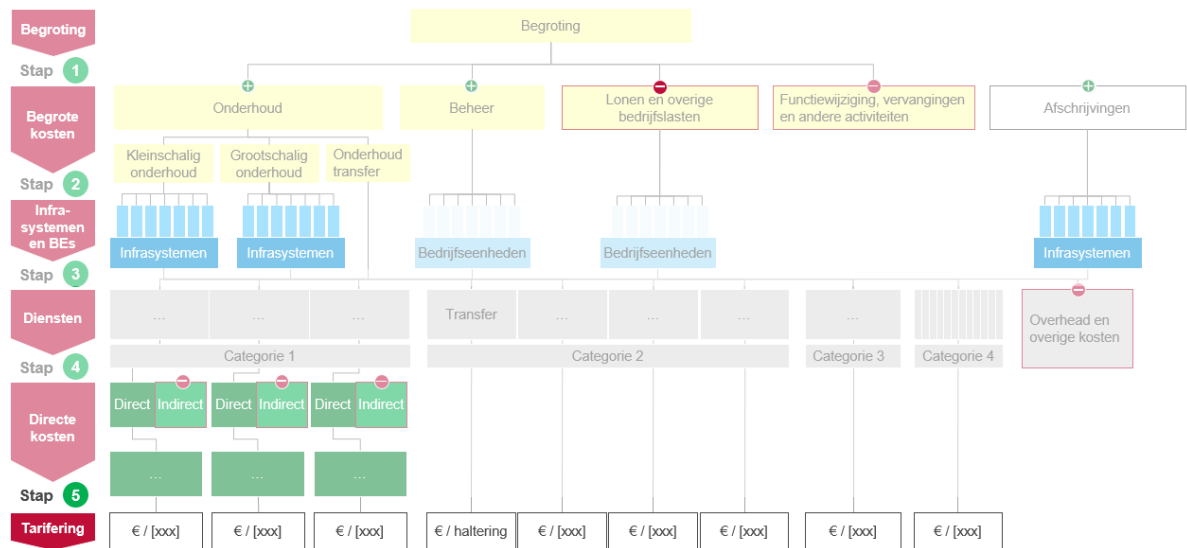 Begroting
Begroting
Stap 1
Begrote
kosten
Onderhoud
Beheer
Lonen en overige
bedrijfslasten
Functiewijziging, vervangingen
en andere activiteiten
Afschrijvingen
Kleinschalig
onderhoud
Grootschalig
onderhoud
Onderhoud
transfer
Stap 2
Infra-
systemen
en BEs
Infrasystemen
Infrasystemen
Bedrijfseenheden
Bedrijfseenheden
Infrasystemen
Stap 3
Diensten
...
...
...
Transfer
...
...
...
...
Overhead en
overige kosten
Categorie 1
Categorie 2
Categorie 3
Categorie 4
Stap 4
Directe
kosten
Direct
Indirect
Direct
Indirect
Direct
Indirect
...
...
...
Stap 5
Tarifering
€ / [xxx]
€ / [xxx]
€ / [xxx]
€ / haltering
€ / [xxx]
€ / [xxx]
€ / [xxx]
€ / [xxx]
€ / [xxx]